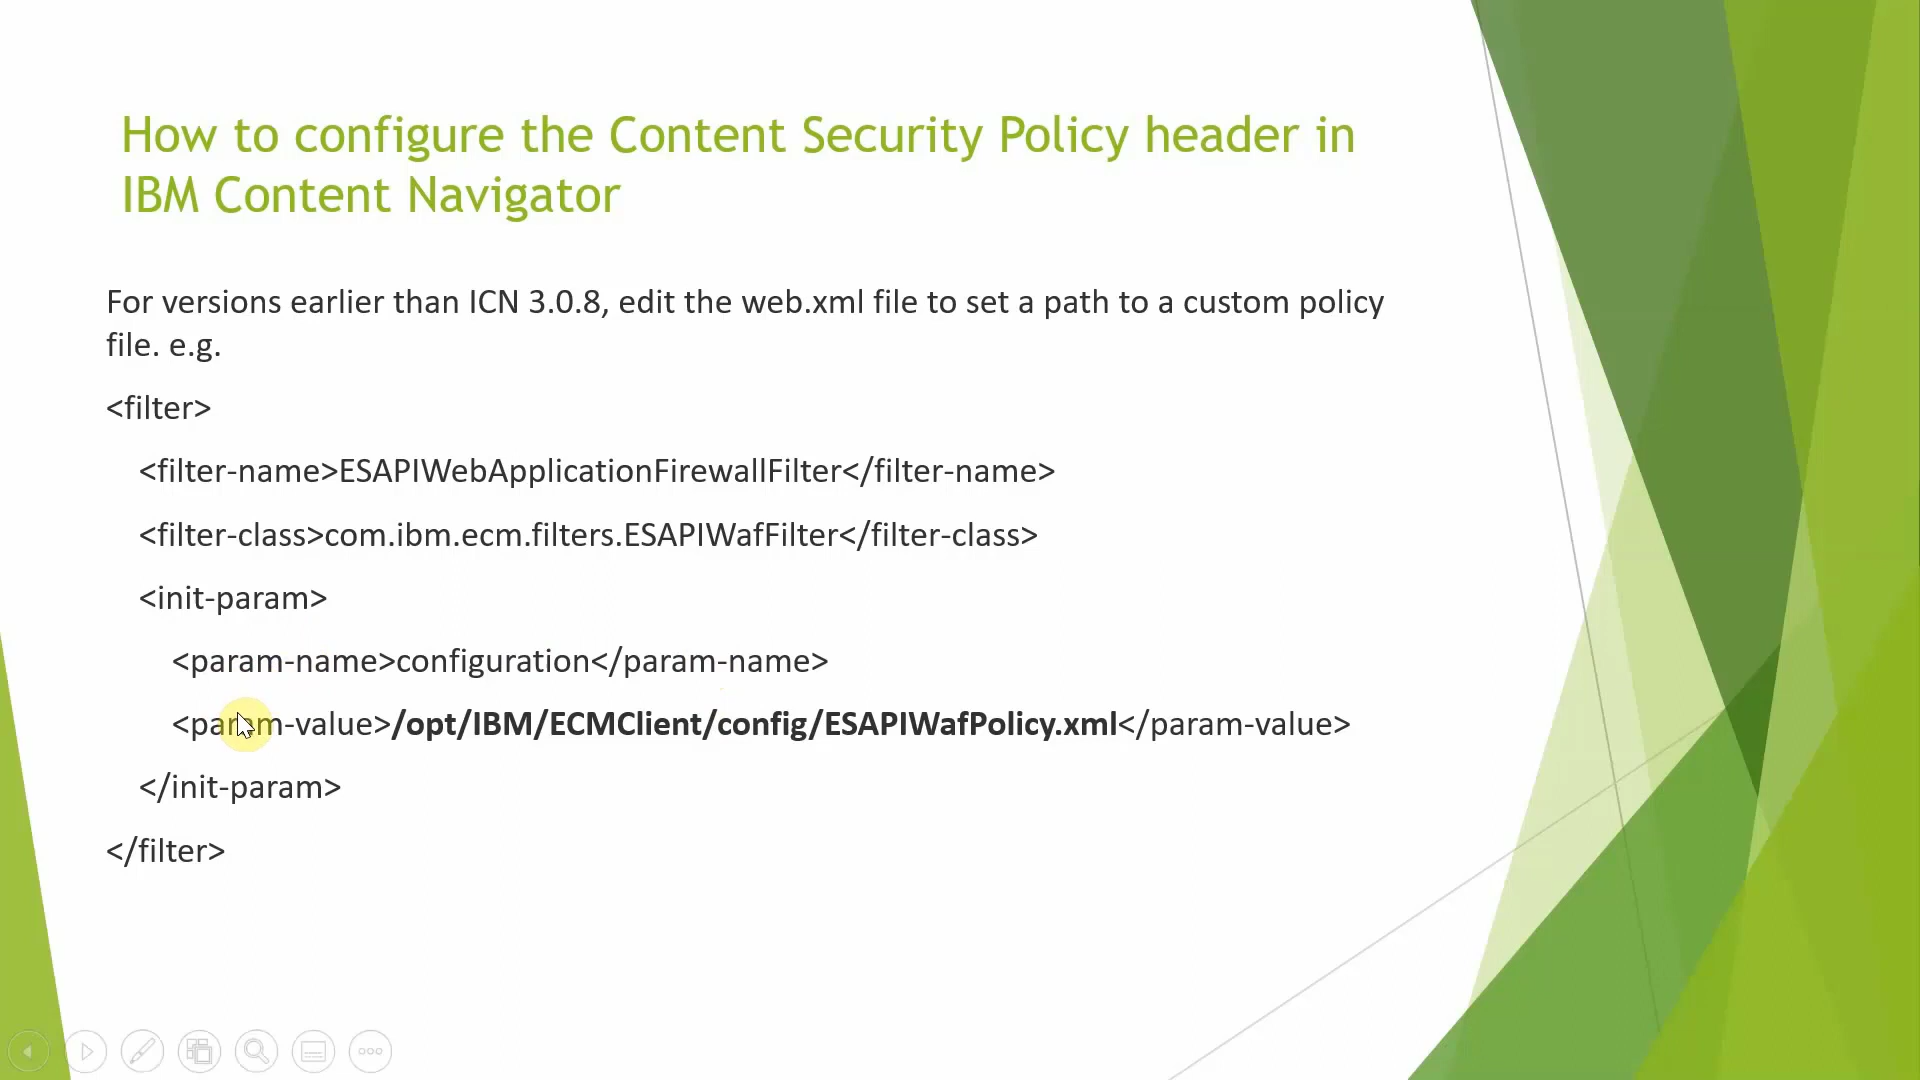 How to configure the Content Security Policy header in
IBM Content Navigator
For versions earlier than ICN 3.0.8, edit the web.xml file to set a path to a custom policy
file. e.g.
<filter>
<filter-name>ESAPIWebApplicationFirewallFilter</filter-name>
<filter-class>com.ibm.ecm.filters.ESAPIWafFilter</filter-class>
<init-param>
<param-name>configuration</param-name>
<param-value>/opt/IBM/ECMClient/config/ESAPIWafPolicy.xml</param-value>
</init-param>
</filter>